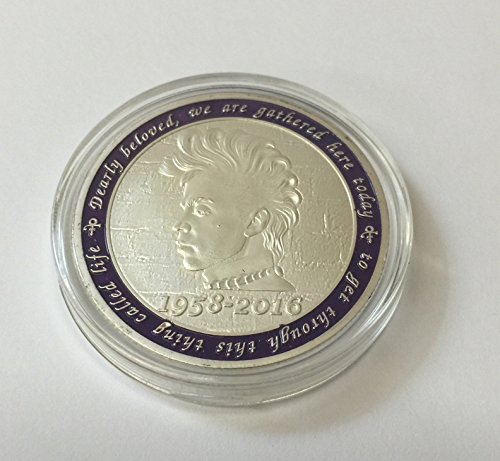 Dearly beloved, we are gathered here today
to get through this thing called life
1958-2016